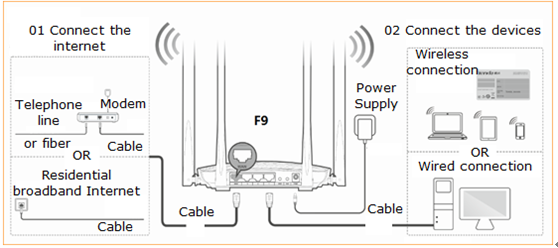 01 Connect the
internet
02 Connect the devices
Wireless
connection
Telephone
line
Modem
or fiber
Cable
OR
Residential
broadband Internet
Cable
F9
Power
Supply
Cable
Cable
OR
Wired connection